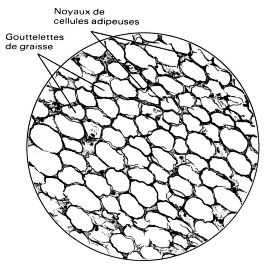 Noyaux de
cellules adipeuses
Gouttelettes
de graisse